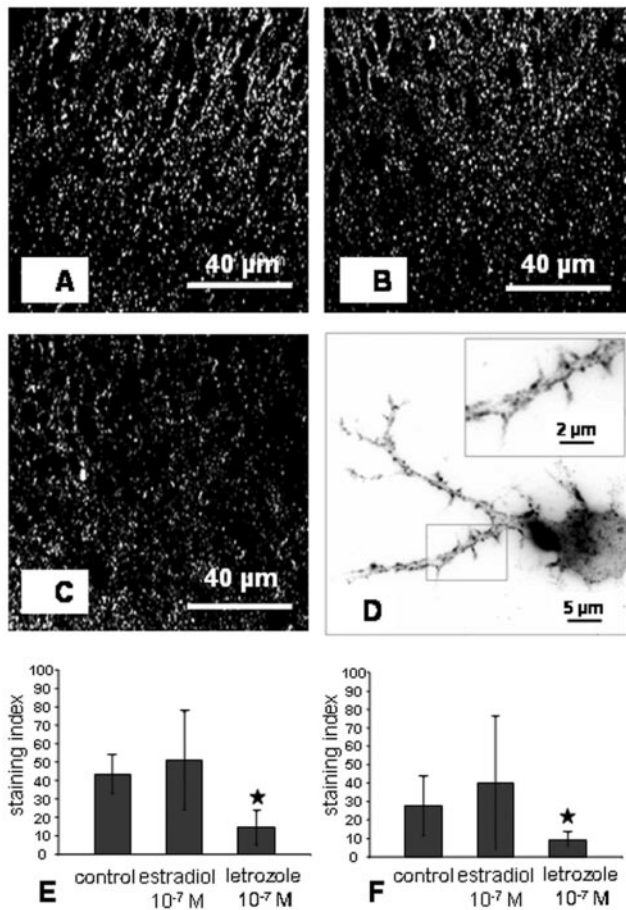 A
40 µm
B
40 µm
C
40 µm
D
2 µm
5 µm
staining index
100
90
80
70
60
50
40
30
20
10
0
★
control estradiol letrozole
10⁻⁷ M 10⁻⁷ M
E
staining index
100
90
80
70
60
50
40
30
20
10
0
★
control estradiol letrozole
10⁻⁷ M 10⁻⁷ M
F